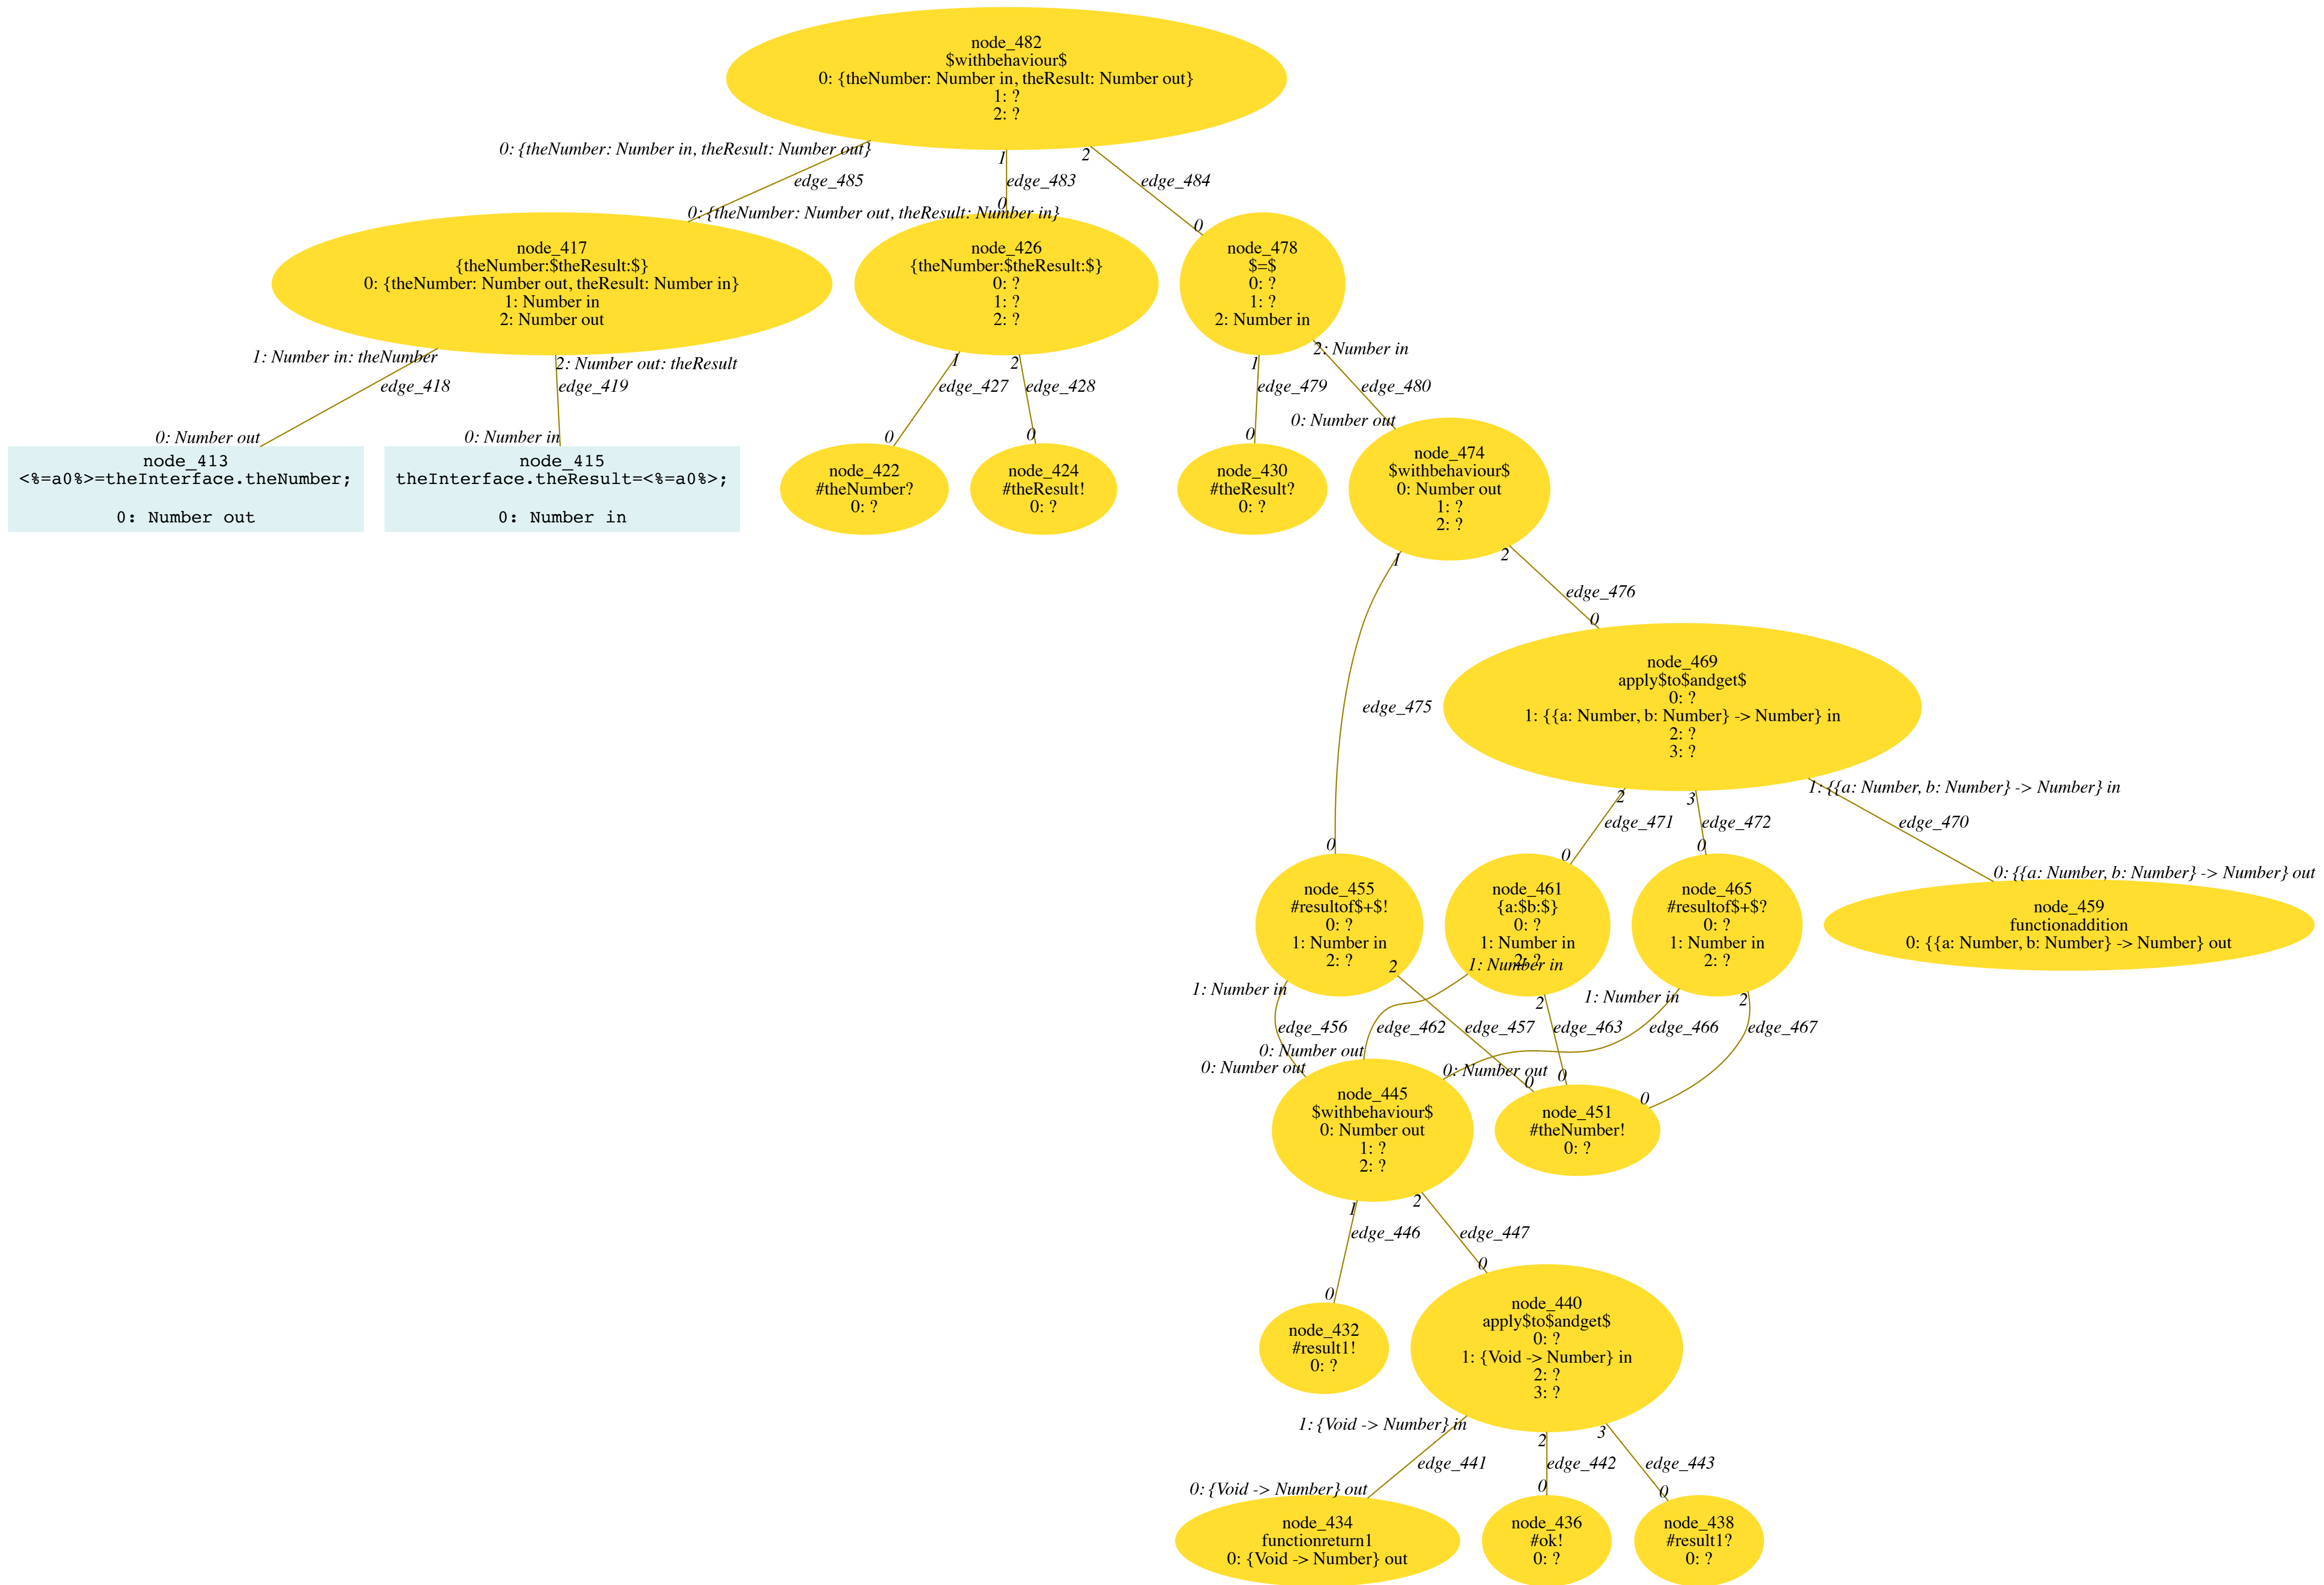 node_482
$withbehaviour$
0: {theNumber: Number in, theResult: Number out}
1: ?
2: ?
0: {theNumber: Number in, theResult: Number out}
1
2
edge_485
edge_483
edge_484
0: {theNumber: Number out, theResult: Number in}
0
0
node_417
{theNumber:$theResult:$}
0: {theNumber: Number out, theResult: Number in}
1: Number in
2: Number out
node_426
{theNumber:$theResult:$}
0: ?
1: ?
2: ?
node_478
$=$
0: ?
1: ?
2: Number in
1: Number in: theNumber
2: Number out: theResult
1
2
1
2: Number in
edge_418
edge_419
edge_427
edge_428
edge_479
edge_480
0: Number out
0: Number in
0
0
0
0: Number out
node_413
<%=a0%>=theInterface.theNumber;
0: Number out
node_415
theInterface.theResult=<%=a0%>;
0: Number in
node_422
#theNumber?
0: ?
node_424
#theResult!
0: ?
node_430
#theResult?
0: ?
node_474
$withbehaviour$
0: Number out
1: ?
2: ?
1
2
edge_476
0
node_469
apply$to$andget$
0: ?
1: {{a: Number, b: Number} -> Number} in
2: ?
3: ?
edge_475
2
3
1: {{a: Number, b: Number} -> Number} in
edge_471
edge_472
edge_470
0
0
0
0: {{a: Number, b: Number} -> Number} out
node_455
#resultof$+$!
0: ?
1: Number in
2: ?
node_461
{a:$b:$}
0: ?
1: Number in
2: ?
node_465
#resultof$+$?
0: ?
1: Number in
2: ?
node_459
functionaddition
0: {{a: Number, b: Number} -> Number} out
1: Number in
2
1: Number in
2
1: Number in
2
edge_456
edge_462
edge_457
edge_463
edge_466
edge_467
0: Number out
0: Number out
0: Number out
0
0
0
node_445
$withbehaviour$
0: Number out
1: ?
2: ?
node_451
#theNumber!
0: ?
1
2
edge_446
edge_447
0
0
node_432
#result1!
0: ?
node_440
apply$to$andget$
0: ?
1: {Void -> Number} in
2: ?
3: ?
1: {Void -> Number} in
2
3
edge_441
edge_442
edge_443
0: {Void -> Number} out
0
0
node_434
functionreturn1
0: {Void -> Number} out
node_436
#ok!
0: ?
node_438
#result1?
0: ?